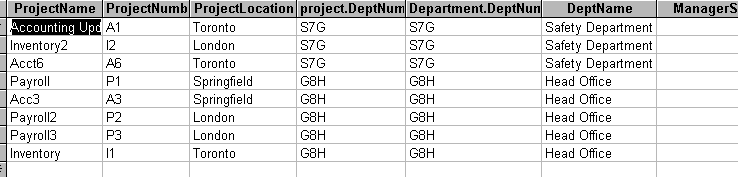 ProjectName ProjectNumb ProjectLocation project.DeptNum Department.DeptNum DeptName ManagerS
Accounting Upd A1 Toronto S7G S7G Safety Department
Inventory2 I2 London S7G S7G Safety Department
Acct6 A6 Toronto S7G S7G Safety Department
Payroll P1 Springfield G8H G8H Head Office
Acc3 A3 Springfield G8H G8H Head Office
Payroll2 P2 London G8H G8H Head Office
Payroll3 P3 London G8H G8H Head Office
Inventory I1 Toronto G8H G8H Head Office